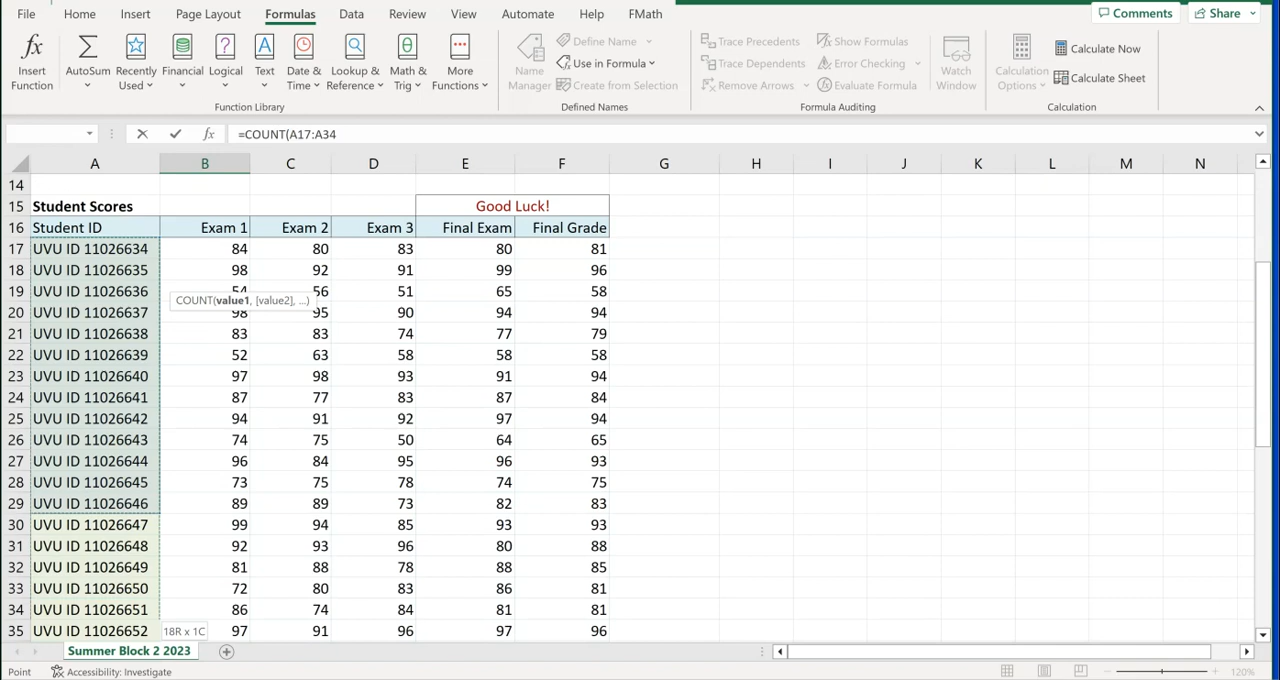 File Home Insert Page Layout Formulas Data Review View Automate Help FMath Comments Share
fx Σ ? A θ
Insert Function AutoSum Recently Used Financial Logical Text Date & Time Lookup & Reference Math & Trig More Functions
Function Library
Name Manager Define Name Use in Formula Create from Selection
Defined Names
Trace Precedents Trace Dependents Remove Arrows Show Formulas Error Checking Evaluate Formula Watch Window
Formula Auditing
Calculation Options Calculate Now Calculate Sheet
Calculation
fx =COUNT(A17:A34
A B C D E F G H I J K L M N
14
15 Student Scores Good Luck!
16 Student ID Exam 1 Exam 2 Exam 3 Final Exam Final Grade
17 UVU ID 11026634 84 80 83 80 81
18 UVU ID 11026635 98 92 91 99 96
19 UVU ID 11026636 54 56 51 65 58
COUNT(value1, [value2], ...)
20 UVU ID 11026637 98 95 90 94 94
21 UVU ID 11026638 83 83 74 77 79
22 UVU ID 11026639 52 63 58 58 58
23 UVU ID 11026640 97 98 93 91 94
24 UVU ID 11026641 87 77 83 87 84
25 UVU ID 11026642 94 91 92 97 94
26 UVU ID 11026643 74 75 50 64 65
27 UVU ID 11026644 96 84 95 96 93
28 UVU ID 11026645 73 75 78 74 75
29 UVU ID 11026646 89 89 73 82 83
30 UVU ID 11026647 99 94 85 93 93
31 UVU ID 11026648 92 93 96 80 88
32 UVU ID 11026649 81 88 78 88 85
33 UVU ID 11026650 72 80 83 86 81
34 UVU ID 11026651 86 74 84 81 81
35 UVU ID 11026652 18R x 1C 97 91 96 97 96
Summer Block 2 2023
Point Accessibility: Investigate 120%